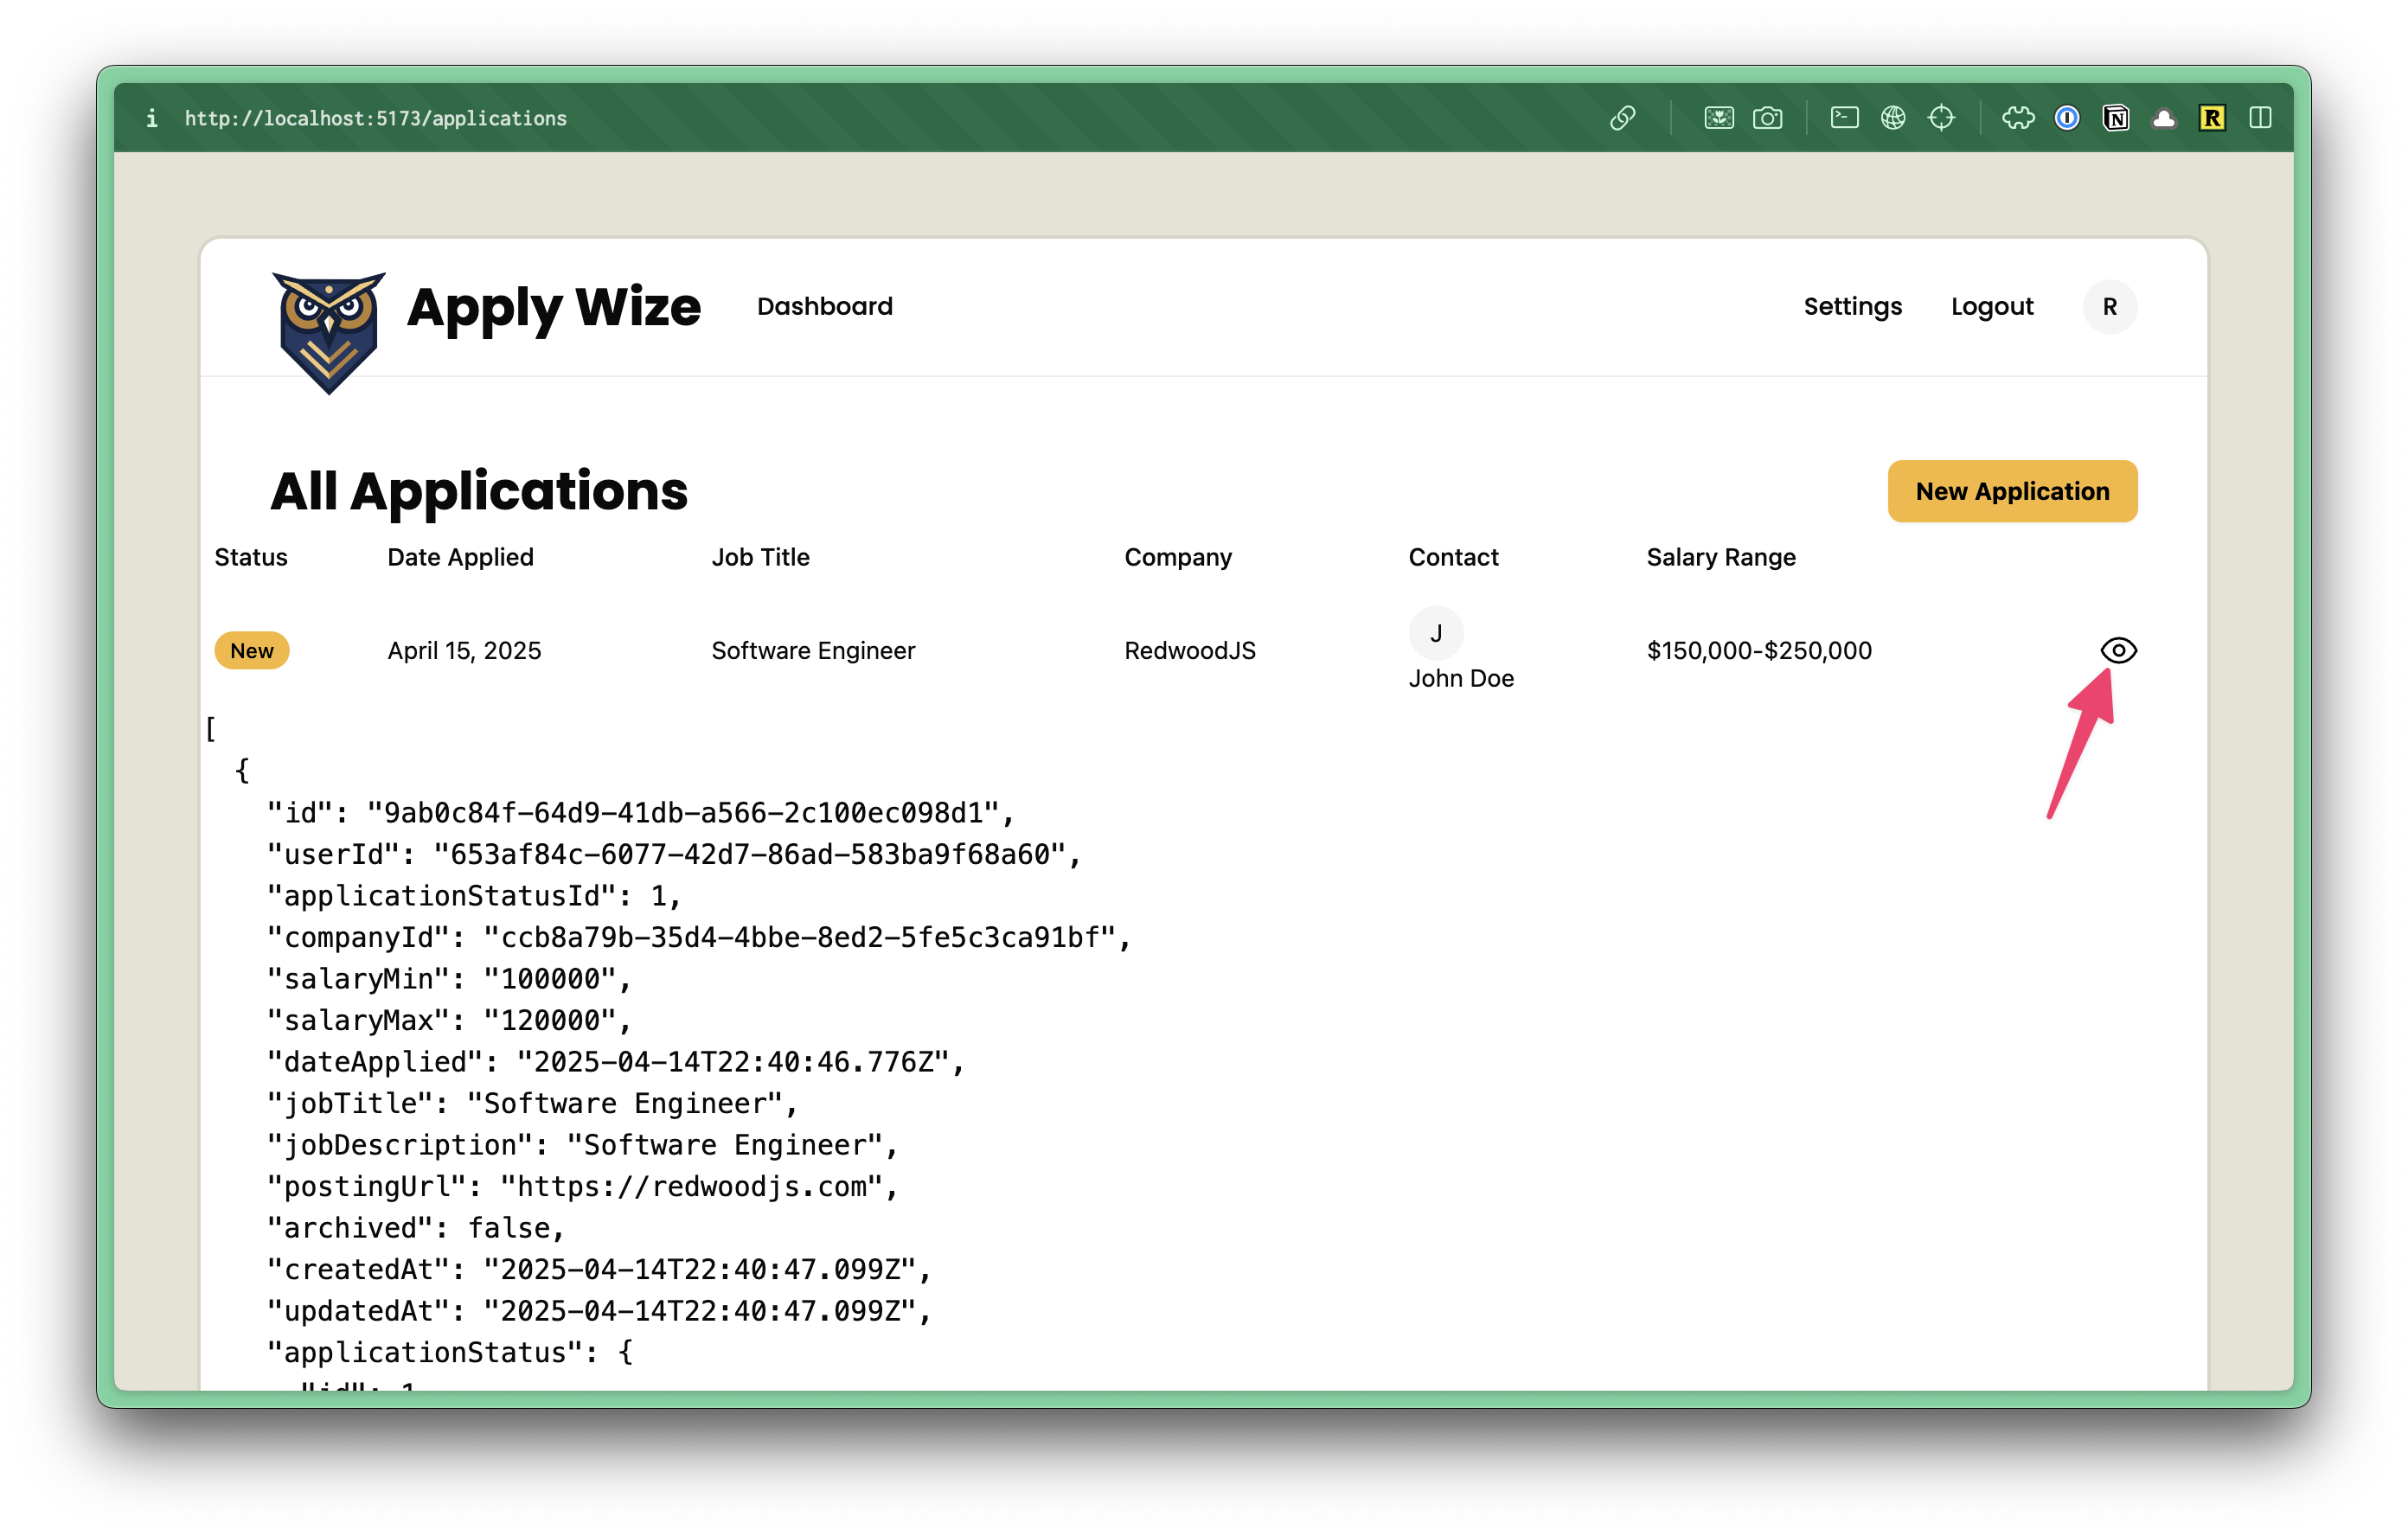 http://localhost:5173/applications
Apply Wize Dashboard Settings Logout R
All Applications New Application
Status Date Applied Job Title Company Contact Salary Range
New April 15, 2025 Software Engineer RedwoodJS J John Doe $150,000-$250,000
[
{
"id": "9ab0c84f-64d9-41db-a566-2c100ec098d1",
"userId": "653af84c-6077-42d7-86ad-583ba9f68a60",
"applicationStatusId": 1,
"companyId": "ccb8a79b-35d4-4bbe-8ed2-5fe5c3ca91bf",
"salaryMin": "100000",
"salaryMax": "120000",
"dateApplied": "2025-04-14T22:40:46.776Z",
"jobTitle": "Software Engineer",
"jobDescription": "Software Engineer",
"postingUrl": "https://redwoodjs.com",
"archived": false,
"createdAt": "2025-04-14T22:40:47.099Z",
"updatedAt": "2025-04-14T22:40:47.099Z",
"applicationStatus": {
"id": 1